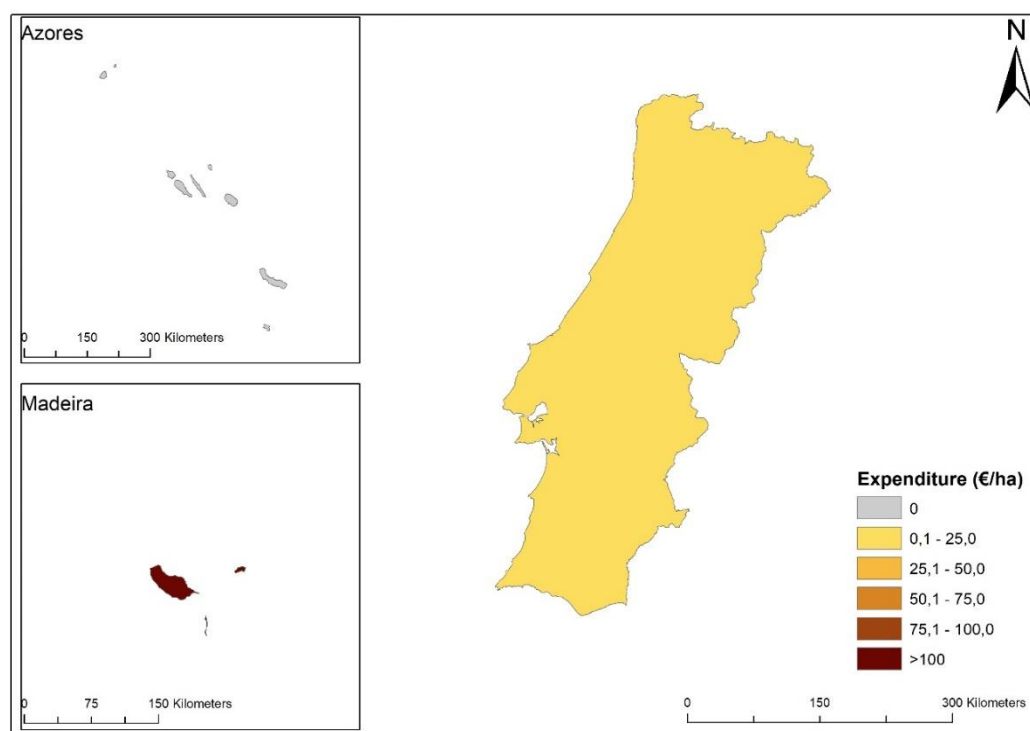 Azores
0 150 300 Kilometers
Madeira
0 75 150 Kilometers
N
Expenditure (€/ha)
0
0,1 - 25,0
25,1 - 50,0
50,1 - 75,0
75,1 - 100,0
>100
0 150 300 Kilometers